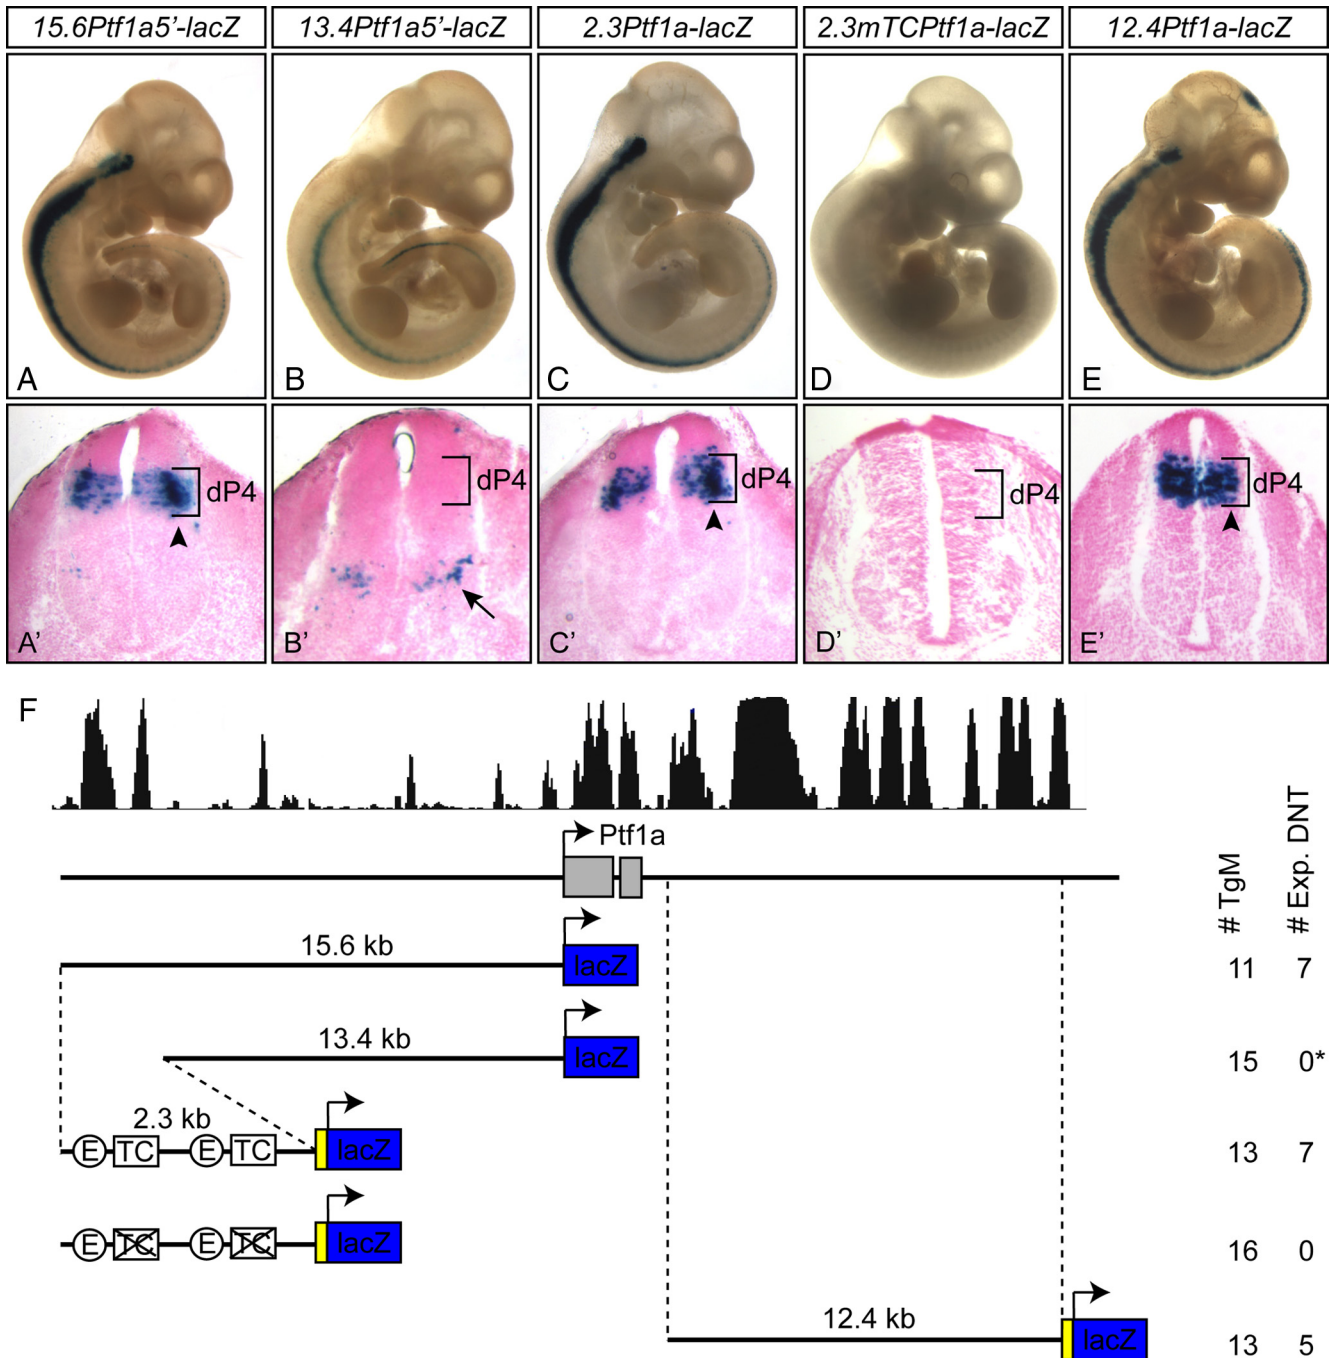 15.6Ptf1a5'-lacZ 13.4Ptf1a5'-lacZ 2.3Ptf1a-lacZ 2.3mTCPtf1a-lacZ 12.4Ptf1a-lacZ
A B C D E
dP4 dP4 dP4 dP4 dP4
A' B' C' D' E'
F
Ptf1a
# TgM
# Exp. DNT
15.6 kb
lacZ
11 7
13.4 kb
lacZ
15 0*
2.3 kb
E TC E TC lacZ
13 7
E TC E TC lacZ
16 0
12.4 kb
lacZ
13 5